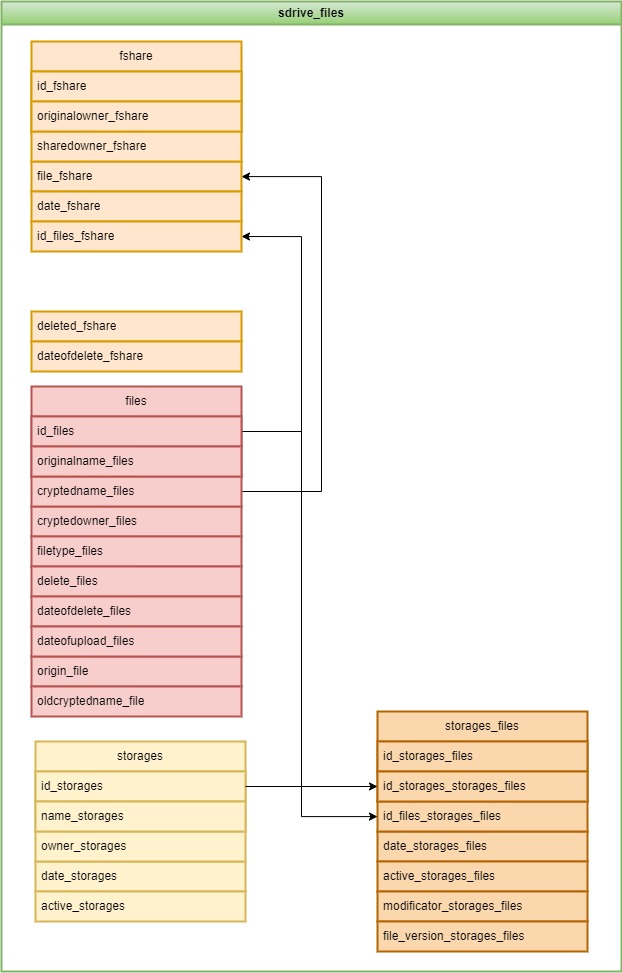 sdrive_files
fshare
id_fshare
originalowner_fshare
sharedowner_fshare
file_fshare
date_fshare
id_files_fshare
deleted_fshare
dateofdelete_fshare
files
id_files
originalname_files
cryptedname_files
cryptedowner_files
filetype_files
delete_files
dateofdelete_files
dateofupload_files
origin_file
oldcryptedname_file
storages
id_storages
name_storages
owner_storages
date_storages
active_storages
storages_files
id_storages_files
id_storages_storages_files
id_files_storages_files
date_storages_files
active_storages_files
modificator_storages_files
file_version_storages_files